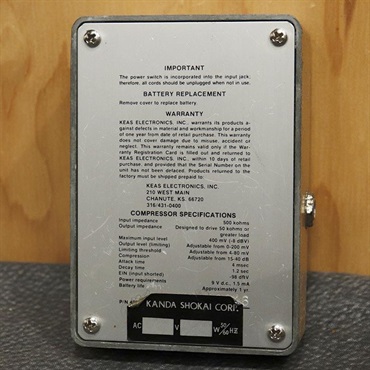 IMPORTANT
The power switch is incorporated into the input jack,
therefore, all cords should be unplugged when not in use.
BATTERY REPLACEMENT
Remove cover to replace battery.
WARRANTY
KEAS ELECTRONICS, INC., warrants its products a-
gainst defects in material and workmanship for a period
of one year from date of retail purchase. This warranty
does not cover damage due to misuse, accident or
neglect. This warranty remains valid only if the War-
ranty Registration Card is filled out and returned to
KEAS ELECTRONICS, INC. within 10 days of retail
purchase, and provided that the Serial Number on the
unit has not been defaced. Products returned to the
factory must be shipped prepaid to:
KEAS ELECTRONICS, INC.
210 WEST MAIN
CHANUTE, KS. 66720
316/431-0400
COMPRESSOR SPECIFICATIONS
Input impedance 500 kohms
Output impedance Designed to drive 50 kohms or
greater load
Maximum input level 400 mV (-8 dBV)
Output level (limiting) Adjustable from 0-200 mV
Limiting threshold Adjustable from 4-80 mV
Compression Adjustable from 15-40 dB
Attack time 4 msec
Decay time 1.2 sec
EIN (input shorted) -98 dBV
Power requirements 9 V d.c., 1.3 mA
Battery life Approximately 1 yr.
P/N
KANDA SHOKAI CORP.
AC V W 50/60 HZ